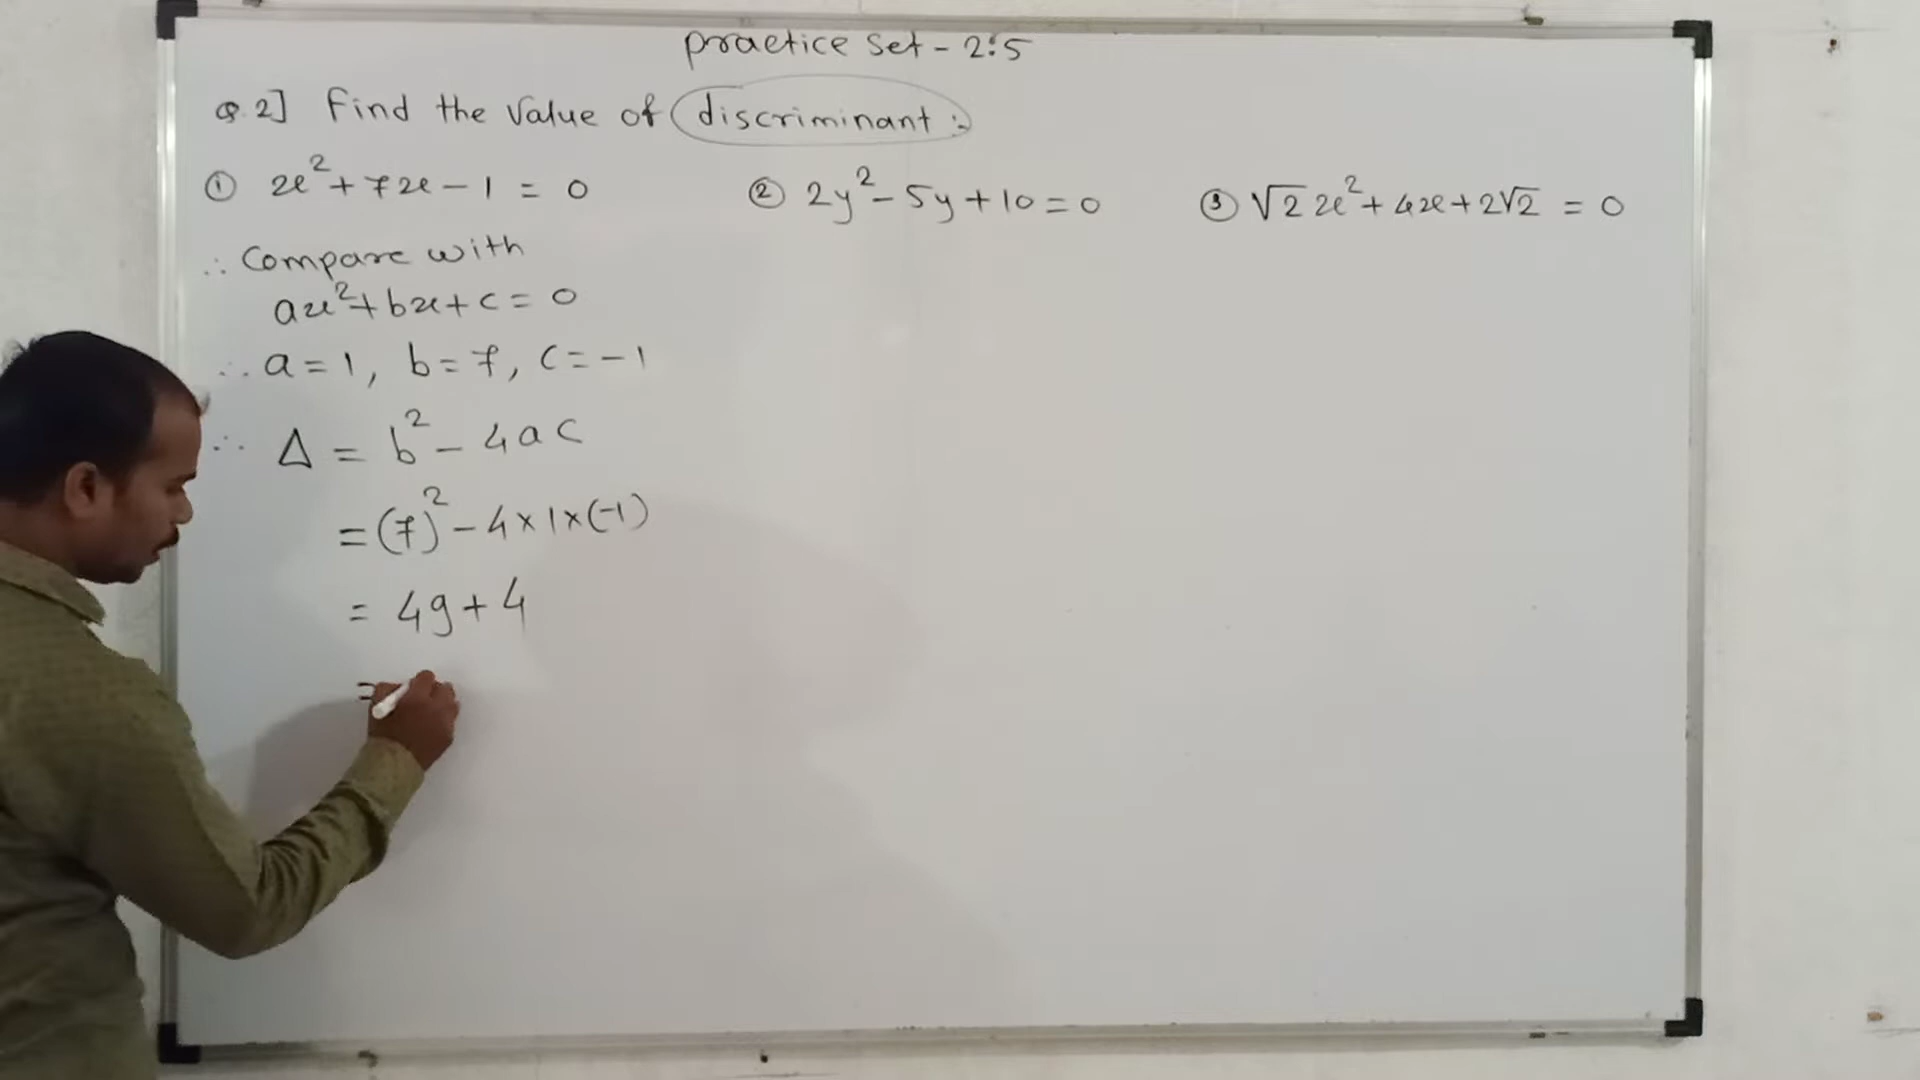 practice set - 2:5
Q.2] Find the value of discriminant :-
① x² + 7x - 1 = 0
② 2y² - 5y + 10 = 0
③ √2x² + 4x + 2√2 = 0
∴ Compare with
ax² + bx + c = 0
∴ a = 1, b = 7, c = -1
∴ Δ = b² - 4ac
= (7)² - 4 × 1 × (-1)
= 49 + 4
=